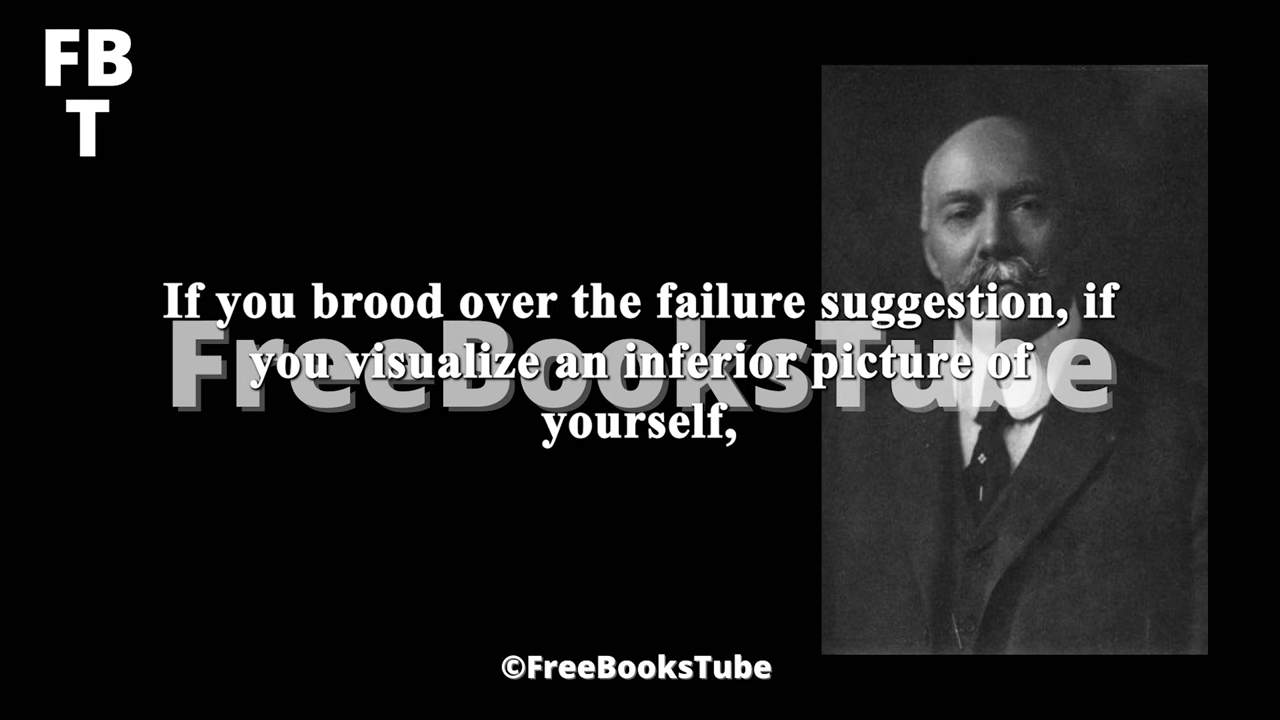 FB
T
If you brood over the failure suggestion, if
you visualize an inferior picture of
yourself,
FreeBooksTube
©FreeBooksTube